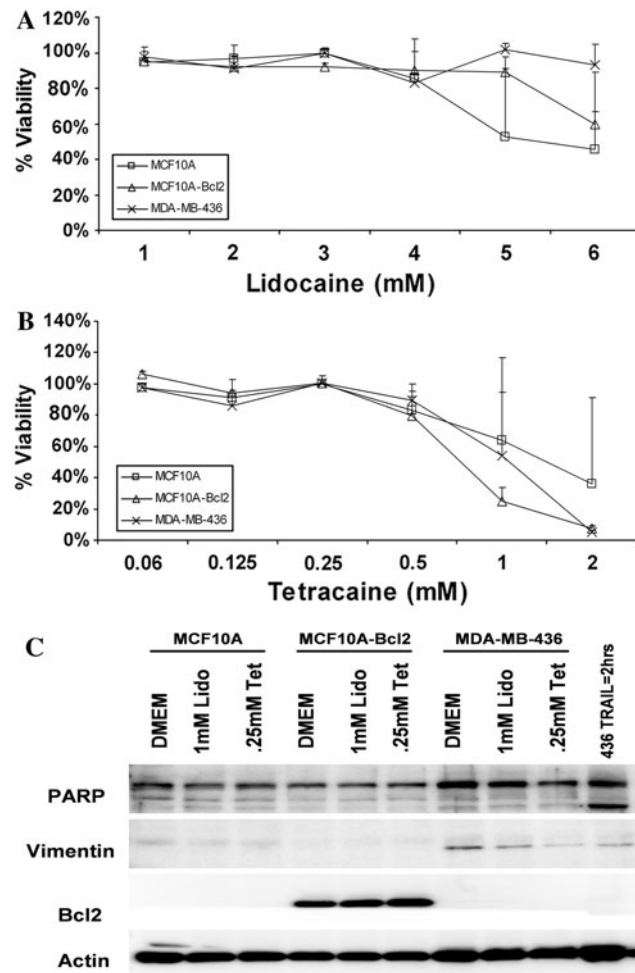 A
120%
100%
80%
60%
40%
20%
0%
% Viability
MCF10A
MCF10A-Bcl2
MDA-MB-436
1 2 3 4 5 6
Lidocaine (mM)
B
140%
120%
100%
80%
60%
40%
20%
0%
% Viability
MCF10A
MCF10A-Bcl2
MDA-MB-436
0.06 0.125 0.25 0.5 1 2
Tetracaine (mM)
C
MCF10A MCF10A-Bcl2 MDA-MB-436
DMEM
1mM Lido
.25mM Tet
DMEM
1mM Lido
.25mM Tet
DMEM
1mM Lido
.25mM Tet
436 TRAIL=2hrs
PARP
Vimentin
Bcl2
Actin